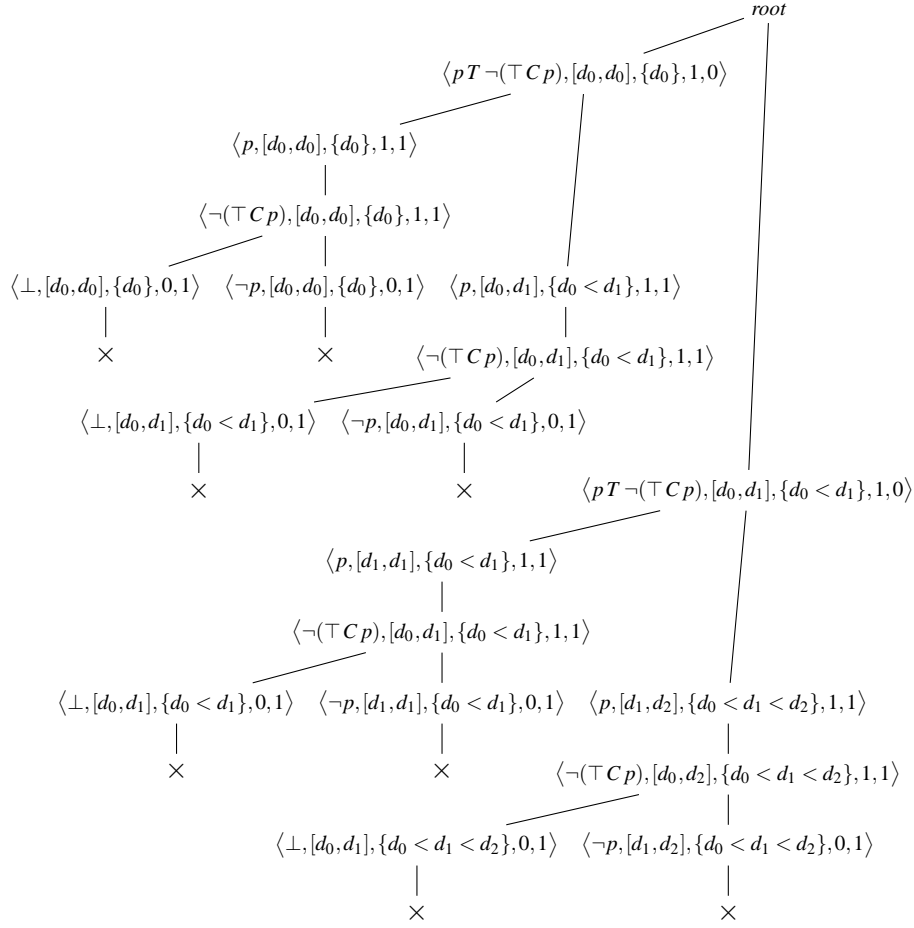 root
⟨p T ¬(⊤ C p), [d₀, d₀], {d₀}, 1, 0⟩
⟨p, [d₀, d₀], {d₀}, 1, 1⟩
⟨¬(⊤ C p), [d₀, d₀], {d₀}, 1, 1⟩
⟨⊥, [d₀, d₀], {d₀}, 0, 1⟩ ⟨¬p, [d₀, d₀], {d₀}, 0, 1⟩ ⟨p, [d₀, d₁], {d₀ < d₁}, 1, 1⟩
× ×
⟨¬(⊤ C p), [d₀, d₁], {d₀ < d₁}, 1, 1⟩
⟨⊥, [d₀, d₁], {d₀ < d₁}, 0, 1⟩ ⟨¬p, [d₀, d₁], {d₀ < d₁}, 0, 1⟩
× ×
⟨p T ¬(⊤ C p), [d₀, d₁], {d₀ < d₁}, 1, 0⟩
⟨p, [d₁, d₁], {d₀ < d₁}, 1, 1⟩
⟨¬(⊤ C p), [d₀, d₁], {d₀ < d₁}, 1, 1⟩
⟨⊥, [d₀, d₁], {d₀ < d₁}, 0, 1⟩ ⟨¬p, [d₁, d₁], {d₀ < d₁}, 0, 1⟩ ⟨p, [d₁, d₂], {d₀ < d₁ < d₂}, 1, 1⟩
× ×
⟨¬(⊤ C p), [d₀, d₂], {d₀ < d₁ < d₂}, 1, 1⟩
⟨⊥, [d₀, d₁], {d₀ < d₁ < d₂}, 0, 1⟩ ⟨¬p, [d₁, d₂], {d₀ < d₁ < d₂}, 0, 1⟩
× ×